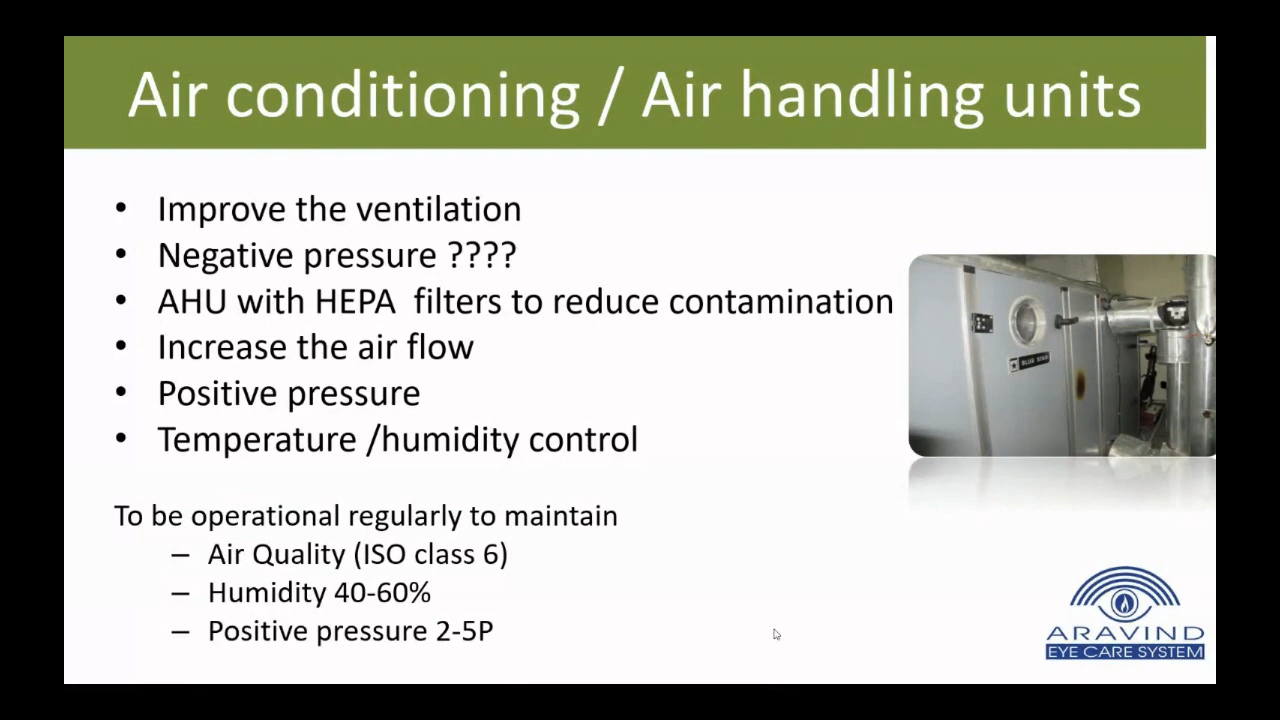 Air conditioning / Air handling units
• Improve the ventilation
• Negative pressure ????
• AHU with HEPA  filters to reduce contamination
• Increase the air flow
• Positive pressure
• Temperature /humidity control
BLUE STAR
To be operational regularly to maintain
– Air Quality (ISO class 6)
– Humidity 40-60%
– Positive pressure 2-5P
ARAVIND
EYE CARE SYSTEM